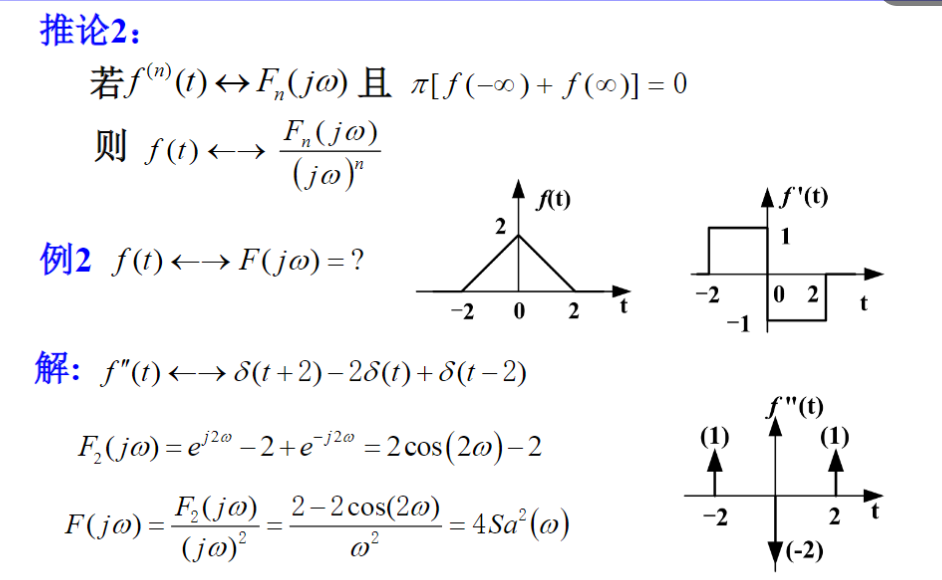 推论2：
若f⁽ⁿ⁾(t)↔Fₙ(jω) 且 π[f(−∞)+f(∞)]=0
则 f(t)←→ Fₙ(jω)/(jω)ⁿ
例2 f(t)←→F(jω)=?
f(t)
2
−2 0 2 t
f '(t)
1
−2 0 2 t
−1
解: f″(t)←→δ(t+2)−2δ(t)+δ(t−2)
F₂(jω)=e^{j2ω}−2+e^{−j2ω}=2cos(2ω)−2
F(jω)=F₂(jω)/(jω)²=(2−2cos(2ω))/ω²=4Sa²(ω)
f ''(t)
(1) (1)
−2 2 t
(-2)